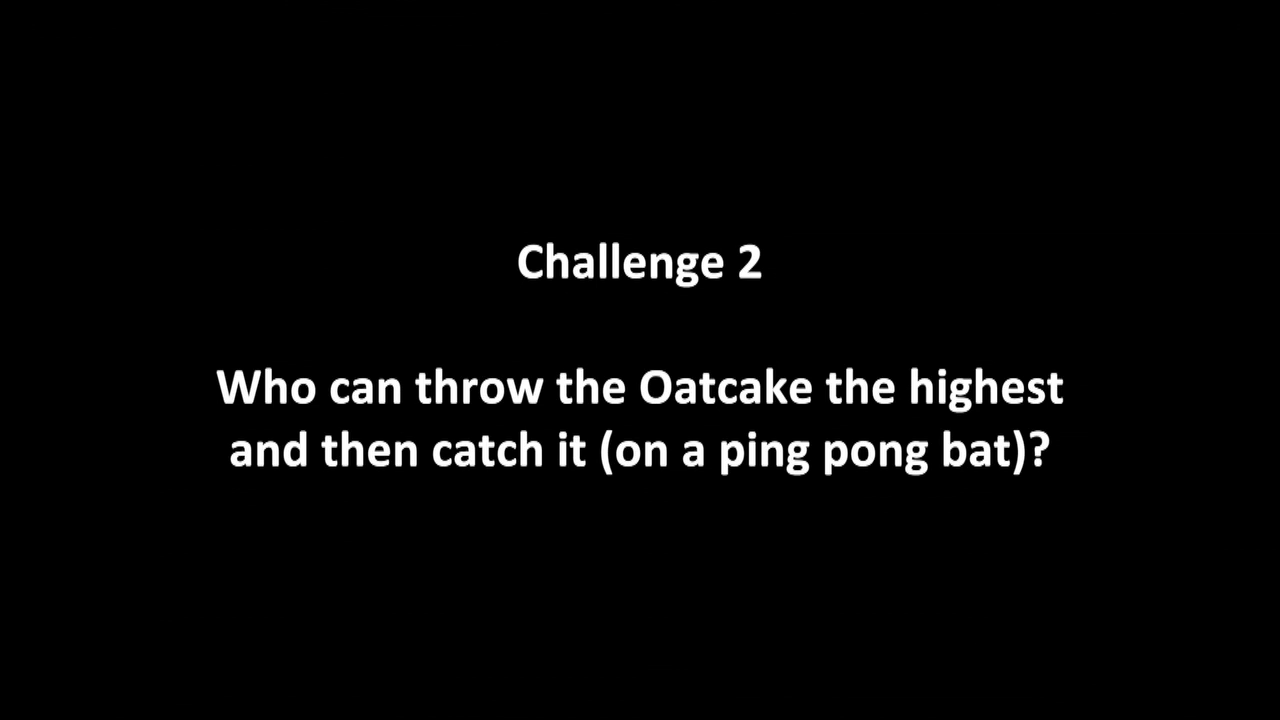 Challenge 2
Who can throw the Oatcake the highest
and then catch it (on a ping pong bat)?